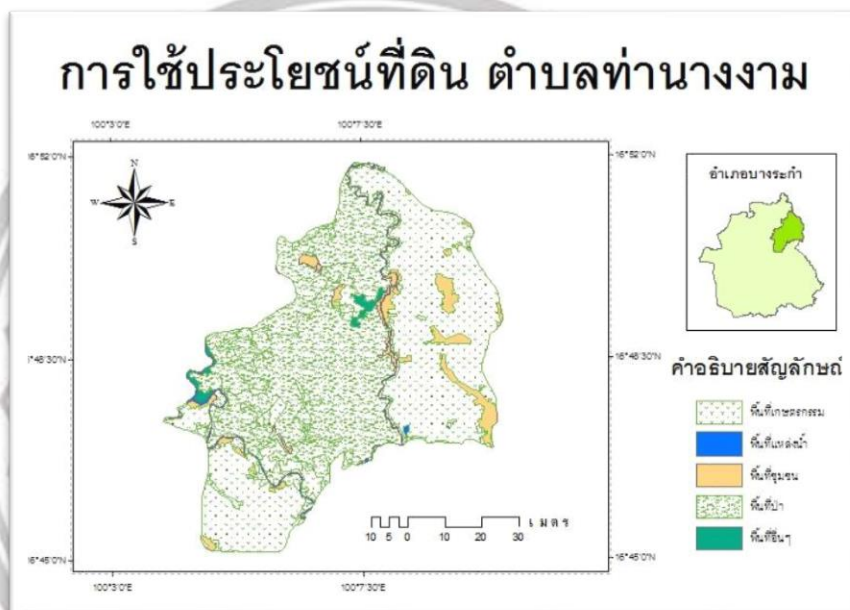 การใช้ประโยชน์ที่ดิน ตำบลท่านางงาม
100°3'0"E 100°7'30"E
16°52'0"N 16°52'0"N
N
W E
S
อำเภอบางระกำ
16°48'30"N
คำอธิบายสัญลักษณ์
พื้นที่เกษตรกรรม
พื้นที่แหล่งน้ำ
พื้นที่ชุมชน
พื้นที่ป่า
พื้นที่อื่นๆ
เมตร
10 5 0 10 20 30
16°45'0"N 16°45'0"N
100°3'0"E 100°7'30"E